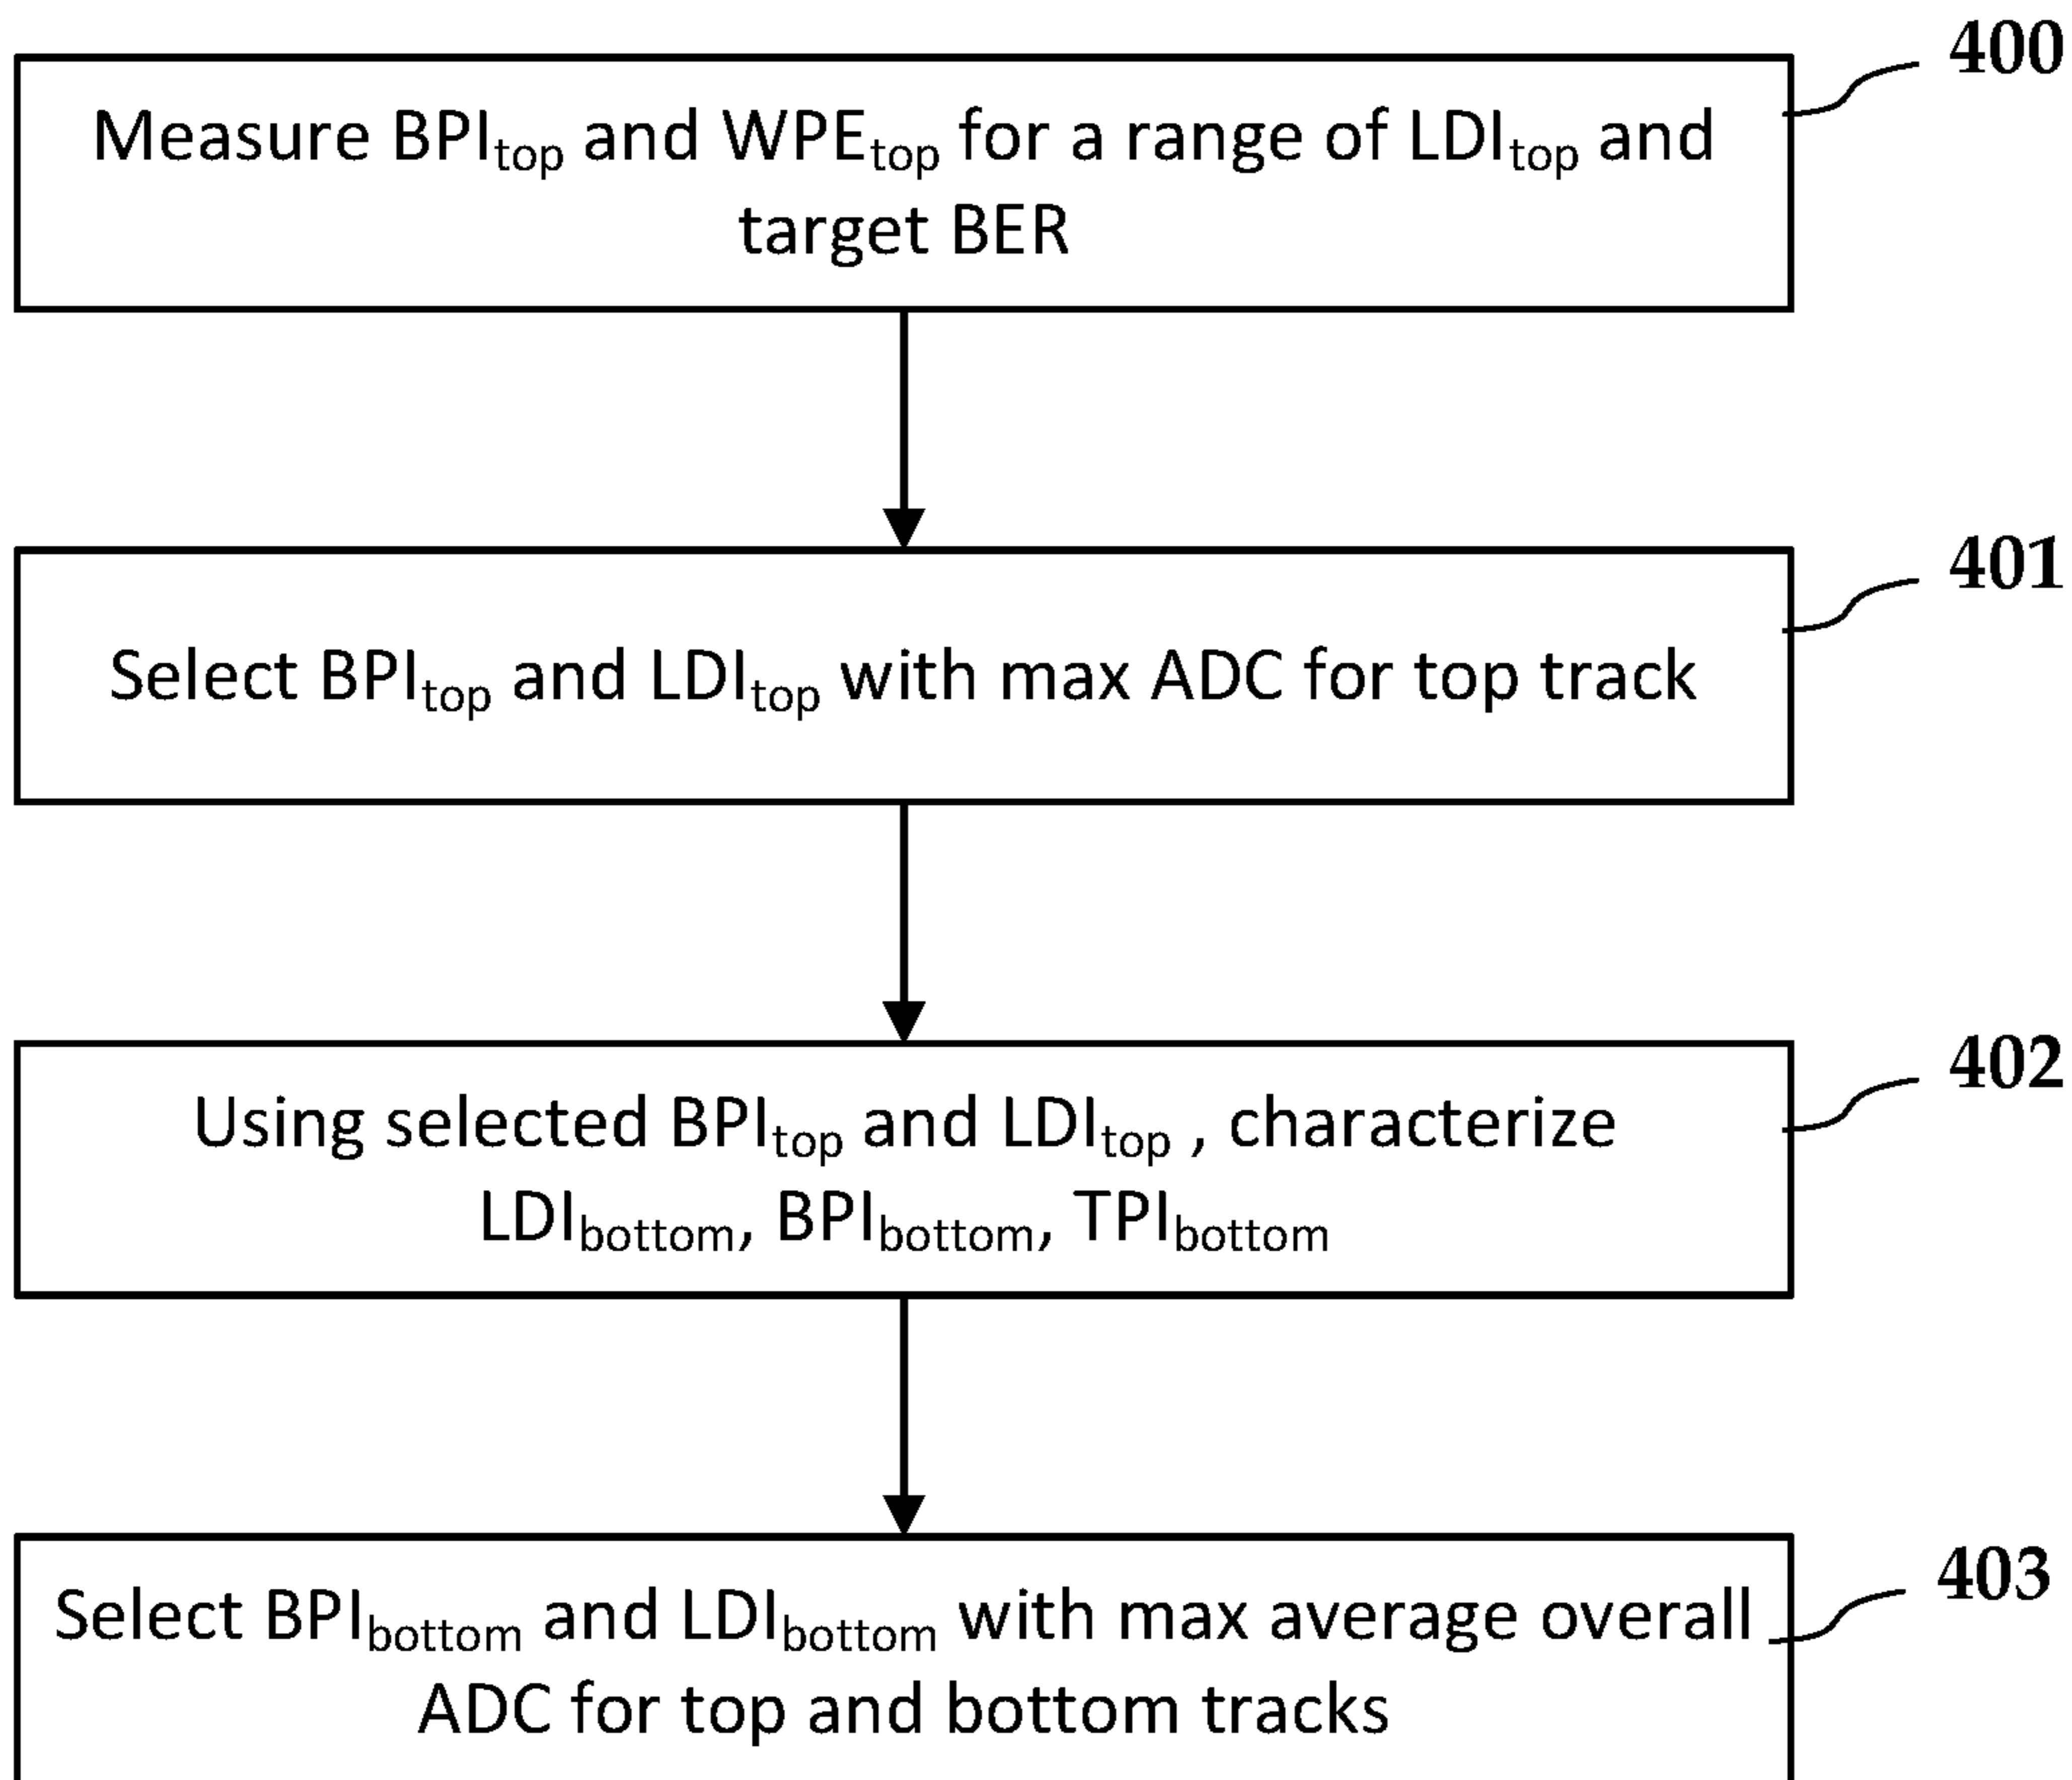 400
Measure BPItop and WPEtop for a range of LDItop and
target BER
401
Select BPItop and LDItop with max ADC for top track
402
Using selected BPItop and LDItop , characterize
LDIbottom, BPIbottom, TPIbottom
403
Select BPIbottom and LDIbottom with max average overall
ADC for top and bottom tracks